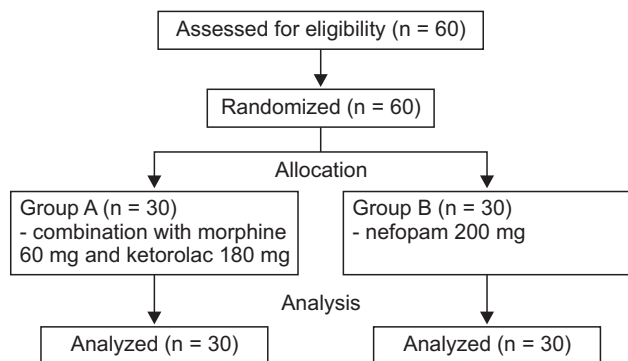 Assessed for eligibility (n = 60)
Randomized (n = 60)
Allocation
Group A (n = 30)
- combination with morphine
60 mg and ketorolac 180 mg
Group B (n = 30)
- nefopam 200 mg
Analysis
Analyzed (n = 30)
Analyzed (n = 30)